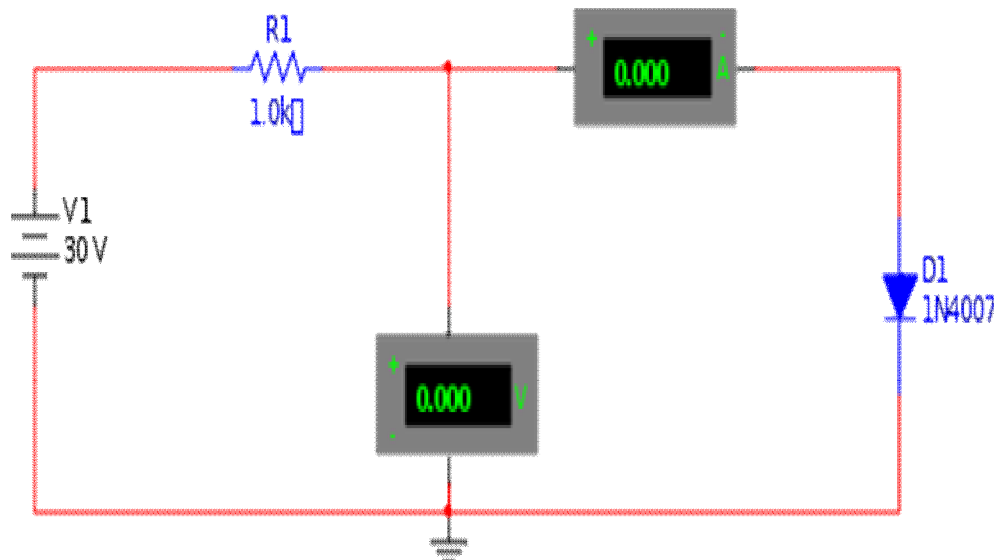 R1
1.0k▯
+ -
0.000 A
V1
30 V
D1
1N4007
+
0.000 V
-